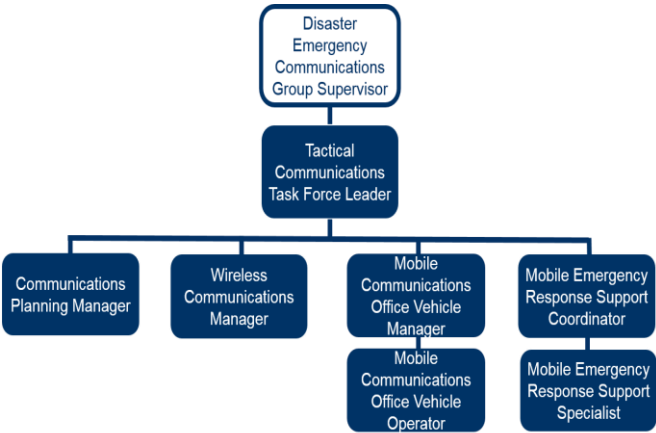 Disaster
Emergency
Communications
Group Supervisor
Tactical
Communications
Task Force Leader
Communications
Planning Manager
Wireless
Communications
Manager
Mobile
Communications
Office Vehicle
Manager
Mobile Emergency
Response Support
Coordinator
Mobile
Communications
Office Vehicle
Operator
Mobile Emergency
Response Support
Specialist